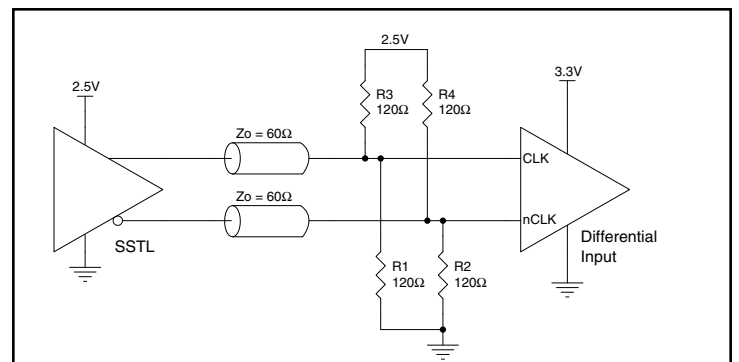 2.5V
2.5V
3.3V
R3
120Ω
R4
120Ω
Zo = 60Ω
CLK
Zo = 60Ω
nCLK
SSTL
Differential
Input
R1
120Ω
R2
120Ω